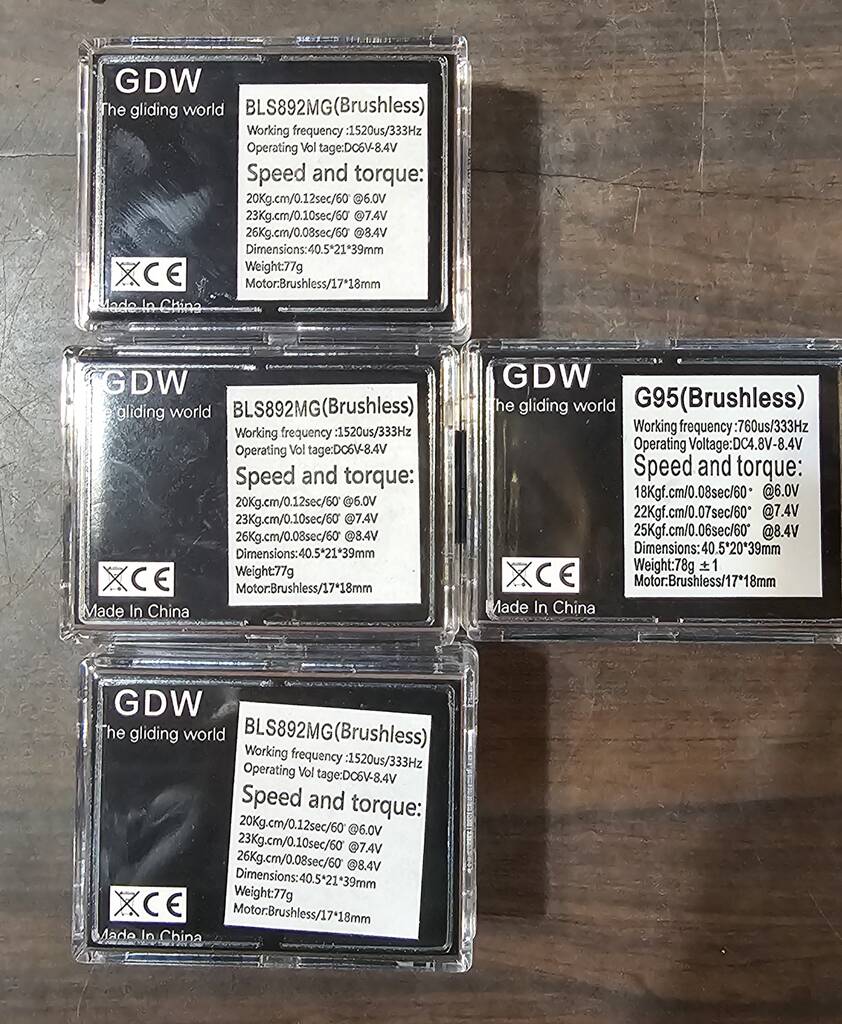 GDW
The gliding world
BLS892MG(Brushless)
Working frequency :1520us/333Hz
Operating Vol tage:DC6V-8.4V
Speed and torque:
20Kg.cm/0.12sec/60° @6.0V
23Kg.cm/0.10sec/60° @7.4V
26Kg.cm/0.08sec/60° @8.4V
Dimensions:40.5*21*39mm
Weight:77g
Motor:Brushless/17*18mm
CE
Made In China
GDW
The gliding world
BLS892MG(Brushless)
Working frequency :1520us/333Hz
Operating Vol tage:DC6V-8.4V
Speed and torque:
20Kg.cm/0.12sec/60° @6.0V
23Kg.cm/0.10sec/60° @7.4V
26Kg.cm/0.08sec/60° @8.4V
Dimensions:40.5*21*39mm
Weight:77g
Motor:Brushless/17*18mm
CE
Made In China
GDW
The gliding world
G95(Brushless)
Working frequency :760us/333Hz
Operating Voltage:DC4.8V-8.4V
Speed and torque:
18Kgf.cm/0.08sec/60° @6.0V
22Kgf.cm/0.07sec/60° @7.4V
25Kgf.cm/0.06sec/60° @8.4V
Dimensions:40.5*20*39mm
Weight:78g ±1
Motor:Brushless/17*18mm
CE
Made In China
GDW
The gliding world
BLS892MG(Brushless)
Working frequency :1520us/333Hz
Operating Vol tage:DC6V-8.4V
Speed and torque:
20Kg.cm/0.12sec/60° @6.0V
23Kg.cm/0.10sec/60° @7.4V
26Kg.cm/0.08sec/60° @8.4V
Dimensions:40.5*21*39mm
Weight:77g
Motor:Brushless/17*18mm
CE
Made In China